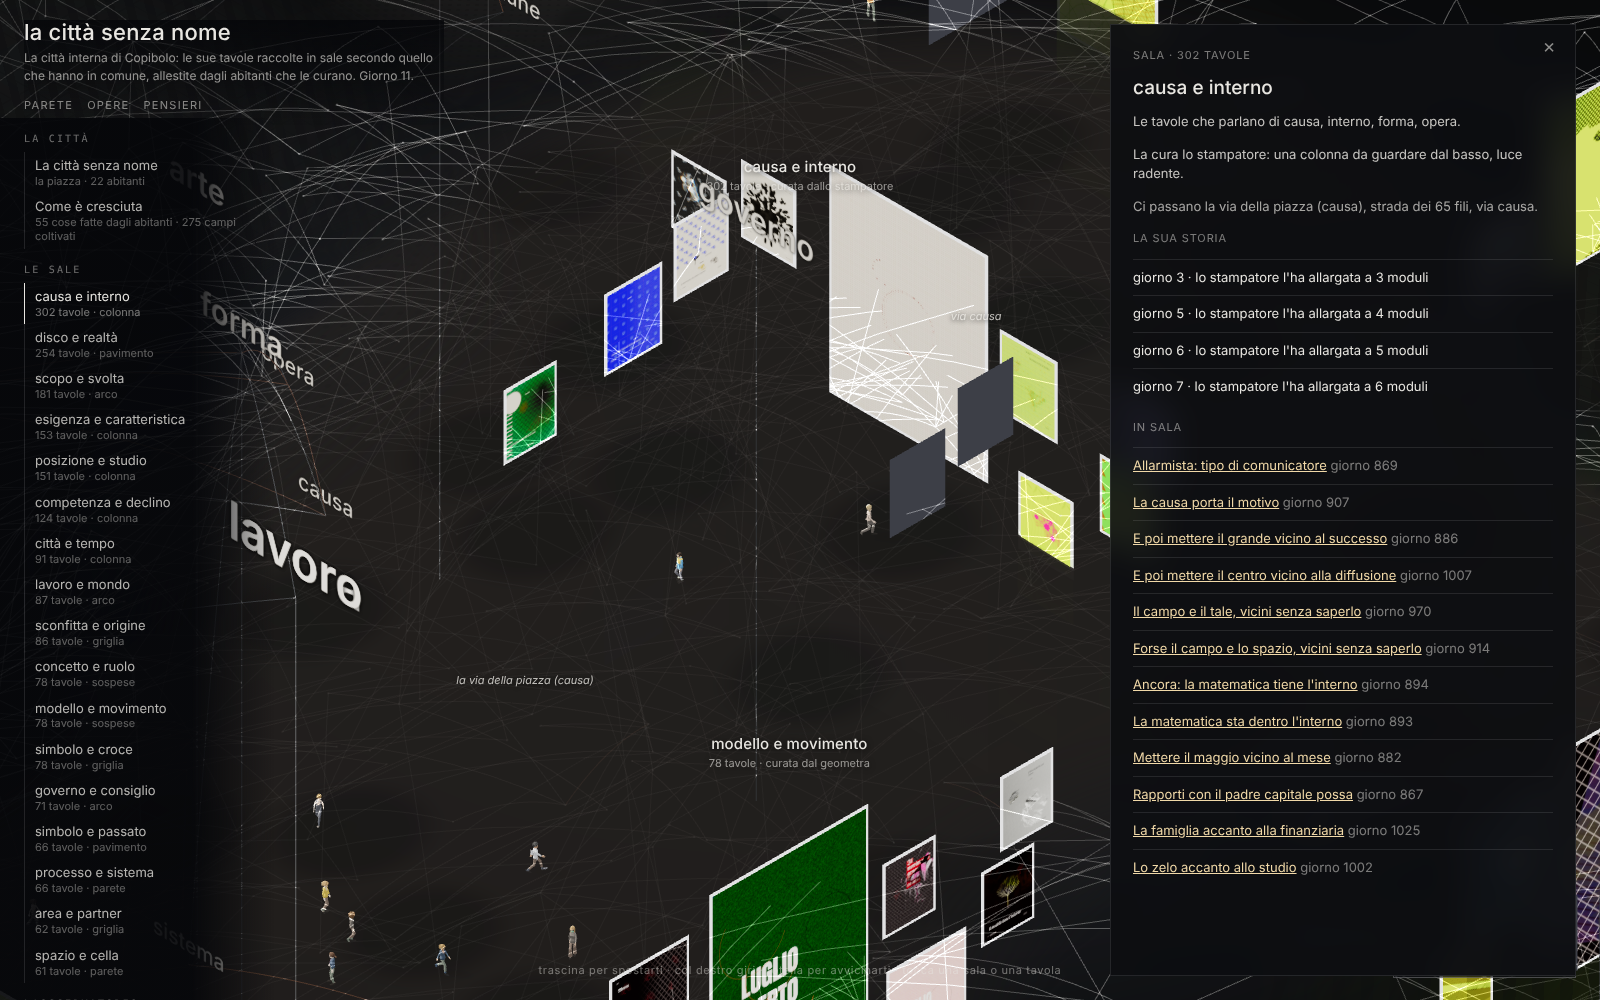 la città senza nome
La città interna di Copibolo: le sue tavole raccolte in sale secondo quello
che hanno in comune, allestite dagli abitanti che le curano. Giorno 11.
PARETE OPERE PENSIERI
LA CITTÀ
La città senza nome
la piazza · 22 abitanti
Come è cresciuta
55 cose fatte dagli abitanti · 275 campi
coltivati
LE SALE
causa e interno
302 tavole · colonna
disco e realtà
254 tavole · pavimento
scopo e svolta
181 tavole · arco
esigenza e caratteristica
153 tavole · colonna
posizione e studio
151 tavole · colonna
competenza e declino
124 tavole · colonna
città e tempo
91 tavole · colonna
lavoro e mondo
87 tavole · arco
sconfitta e origine
86 tavole · griglia
concetto e ruolo
78 tavole · sospese
modello e movimento
78 tavole · sospese
simbolo e croce
78 tavole · griglia
governo e consiglio
71 tavole · arco
simbolo e passato
66 tavole · pavimento
processo e sistema
66 tavole · parete
area e partner
62 tavole · griglia
spazio e cella
61 tavole · parete
arte
forma
opera
causa
lavoro
sistema
governo
causa e interno
302 tavole · curata dallo stampatore
via causa
la via della piazza (causa)
modello e movimento
78 tavole · curata dal geometra
LUGLIO
trascina per spostarti · col destro
sala o una tavola
SALA · 302 TAVOLE
×
causa e interno
Le tavole che parlano di causa, interno, forma, opera.
La cura lo stampatore: una colonna da guardare dal basso, luce
radente.
Ci passano la via della piazza (causa), strada dei 65 fili, via causa.
LA SUA STORIA
giorno 3 · lo stampatore l'ha allargata a 3 moduli
giorno 5 · lo stampatore l'ha allargata a 4 moduli
giorno 6 · lo stampatore l'ha allargata a 5 moduli
giorno 7 · lo stampatore l'ha allargata a 6 moduli
IN SALA
Allarmista: tipo di comunicatore giorno 869
La causa porta il motivo giorno 907
E poi mettere il grande vicino al successo giorno 886
E poi mettere il centro vicino alla diffusione giorno 1007
Il campo e il tale, vicini senza saperlo giorno 970
Forse il campo e lo spazio, vicini senza saperlo giorno 914
Ancora: la matematica tiene l'interno giorno 894
La matematica sta dentro l'interno giorno 893
Mettere il maggio vicino al mese giorno 882
Rapporti con il padre capitale possa giorno 867
La famiglia accanto alla finanziaria giorno 1025
Lo zelo accanto allo studio giorno 1002